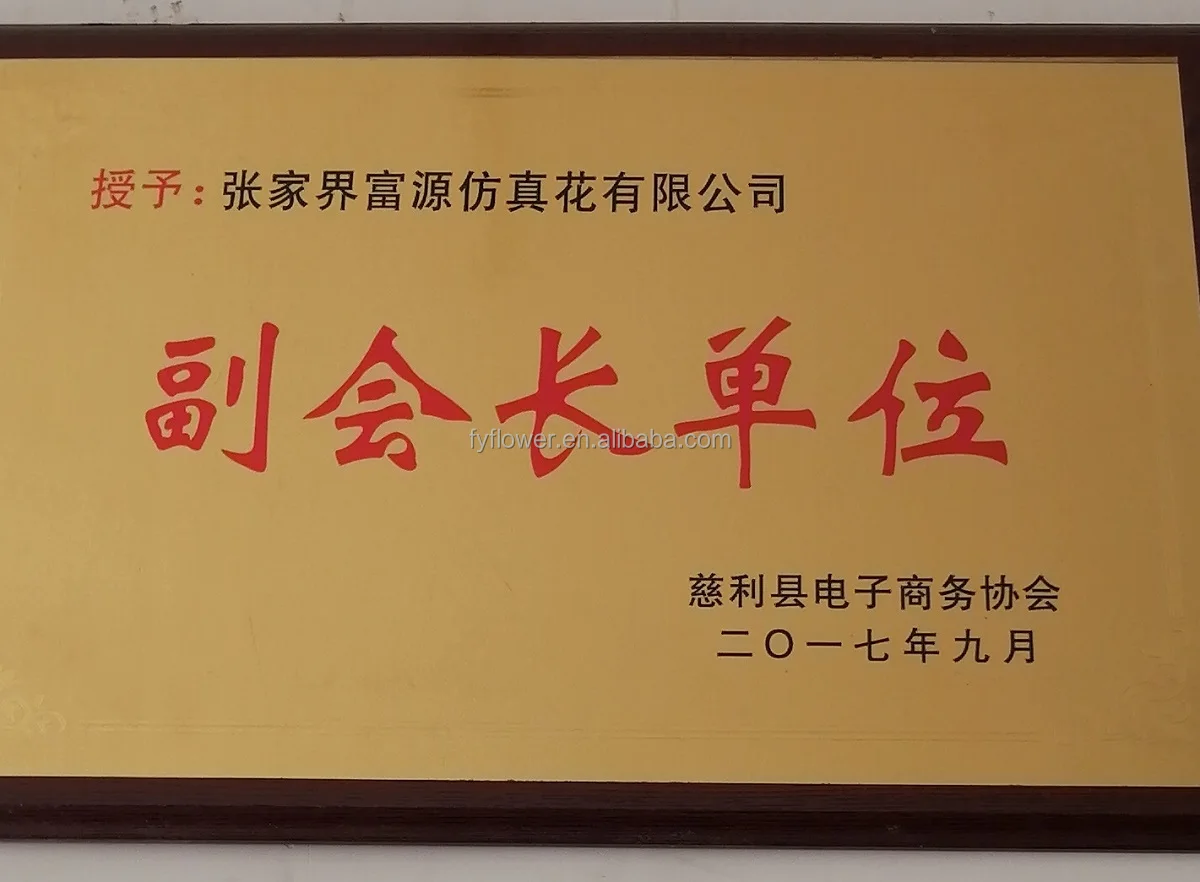 授予：张家界富源仿真花有限公司
副会长单位
fyflower.en.alibaba.com
慈利县电子商务协会
二〇一七年九月